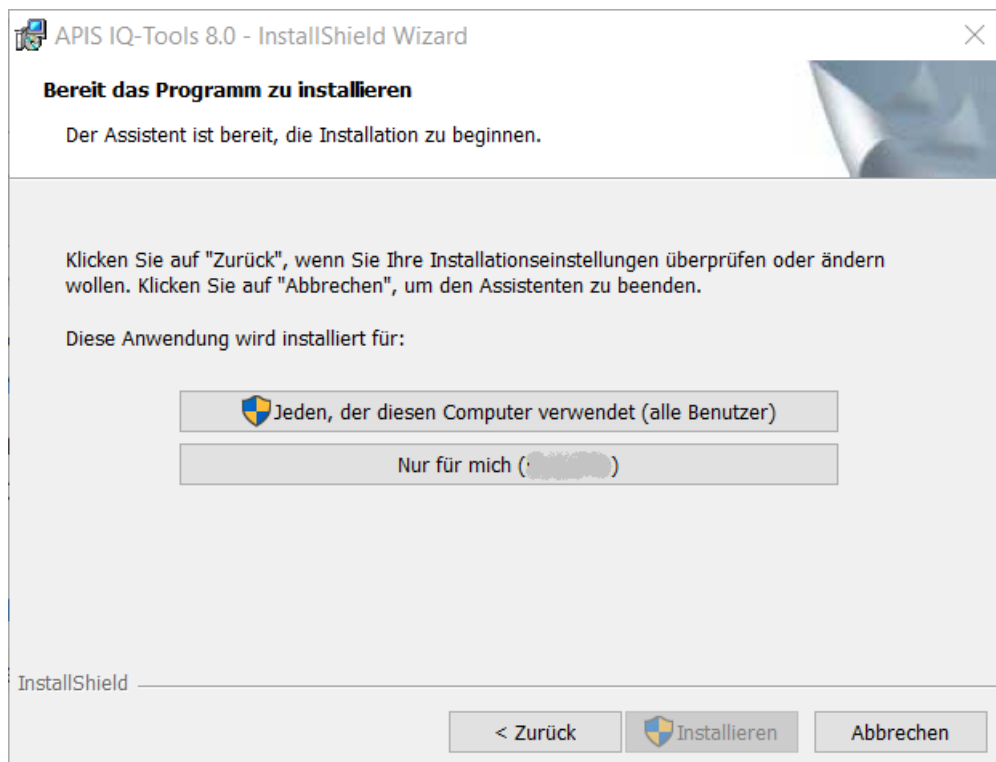 APIS IQ-Tools 8.0 - InstallShield Wizard
Bereit das Programm zu installieren
Der Assistent ist bereit, die Installation zu beginnen.
Klicken Sie auf "Zurück", wenn Sie Ihre Installationseinstellungen überprüfen oder ändern
wollen. Klicken Sie auf "Abbrechen", um den Assistenten zu beenden.
Diese Anwendung wird installiert für:
Jeden, der diesen Computer verwendet (alle Benutzer)
Nur für mich ( )
InstallShield
< Zurück Installieren Abbrechen